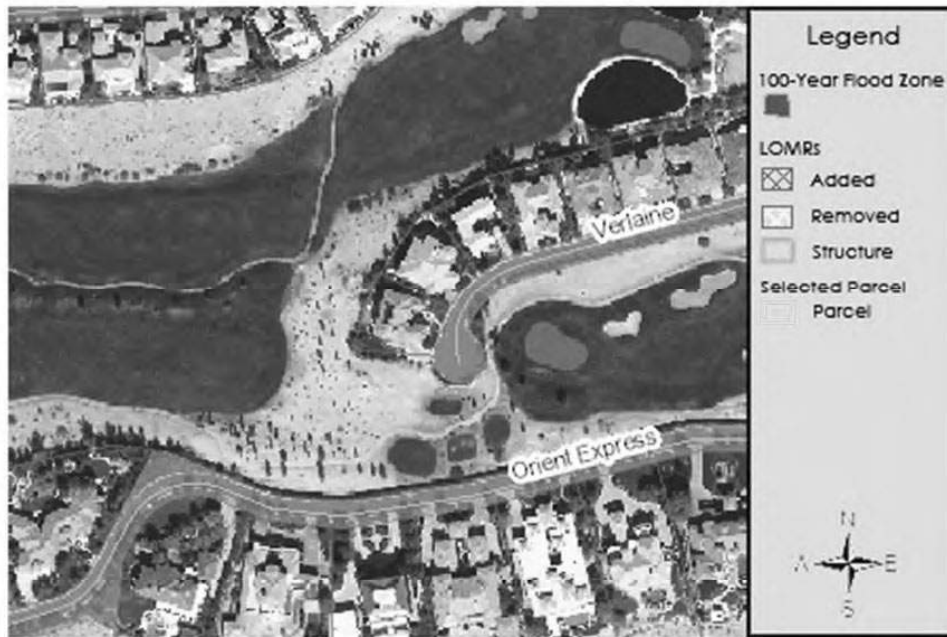 Legend
100-Year Flood Zone
LOMRs
Added
Removed
Structure
Selected Parcel
Parcel
Verlaine
Orient Express
N
A E
S